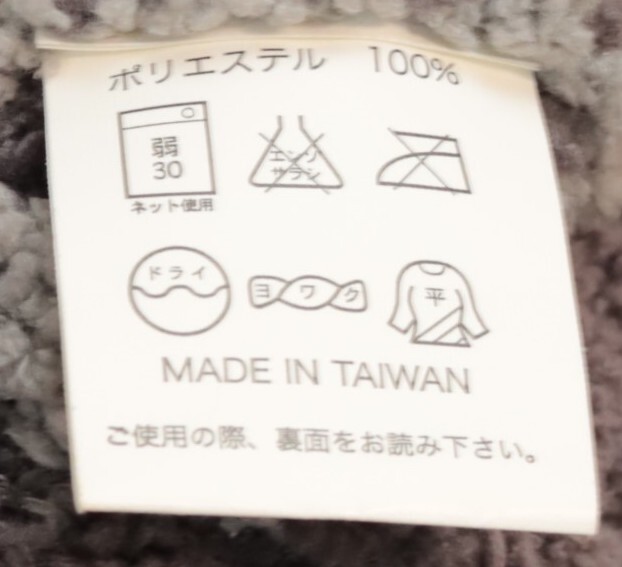 ポリエステル 100%
弱
30
ネット使用
エンソ
サラシ
ドライ
ヨワク
平
MADE IN TAIWAN
ご使用の際、裏面をお読み下さい。